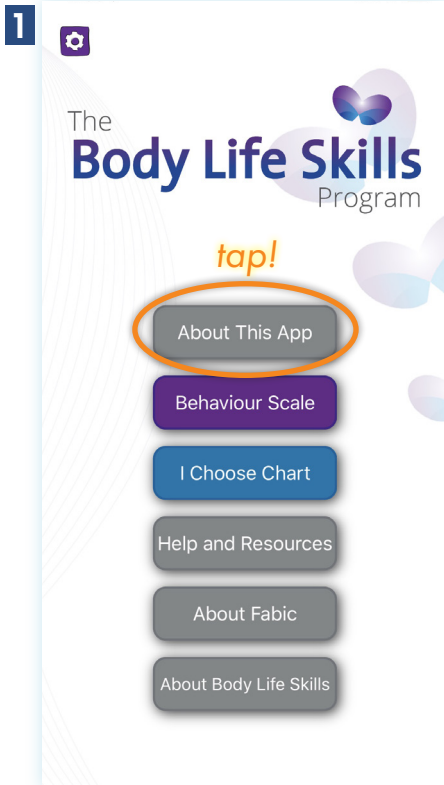 1
The
Body Life Skills
Program
tap!
About This App
Behaviour Scale
I Choose Chart
Help and Resources
About Fabic
About Body Life Skills